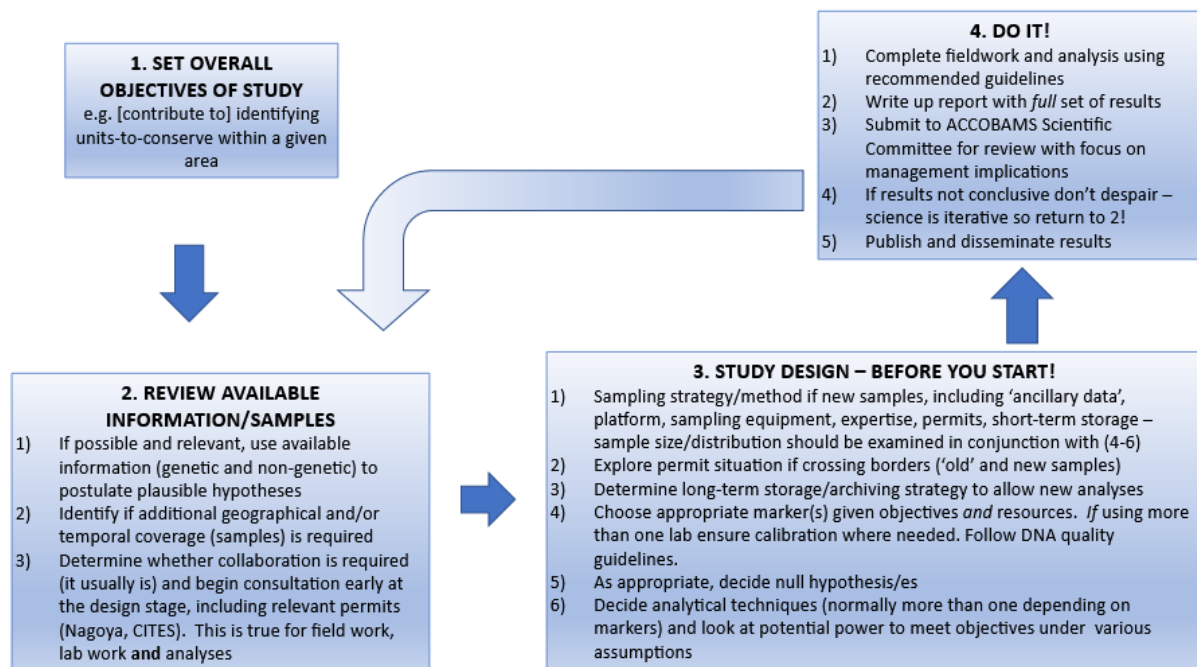 1. SET OVERALL
OBJECTIVES OF STUDY
e.g. [contribute to] identifying
units-to-conserve within a given
area
2. REVIEW AVAILABLE
INFORMATION/SAMPLES
1) If possible and relevant, use available
information (genetic and non-genetic) to
postulate plausible hypotheses
2) Identify if additional geographical and/or
temporal coverage (samples) is required
3) Determine whether collaboration is required
(it usually is) and begin consultation early at
the design stage, including relevant permits
(Nagoya, CITES).  This is true for field work,
lab work and analyses
3. STUDY DESIGN – BEFORE YOU START!
1) Sampling strategy/method if new samples, including ‘ancillary data’,
platform, sampling equipment, expertise, permits, short-term storage –
sample size/distribution should be examined in conjunction with (4-6)
2) Explore permit situation if crossing borders (‘old’ and new samples)
3) Determine long-term storage/archiving strategy to allow new analyses
4) Choose appropriate marker(s) given objectives and resources.  If using more
than one lab ensure calibration where needed. Follow DNA quality
guidelines.
5) As appropriate, decide null hypothesis/es
6) Decide analytical techniques (normally more than one depending on
markers) and look at potential power to meet objectives under  various
assumptions
4. DO IT!
1) Complete fieldwork and analysis using
recommended guidelines
2) Write up report with full set of results
3) Submit to ACCOBAMS Scientific
Committee for review with focus on
management implications
4) If results not conclusive don’t despair –
science is iterative so return to 2!
5) Publish and disseminate results